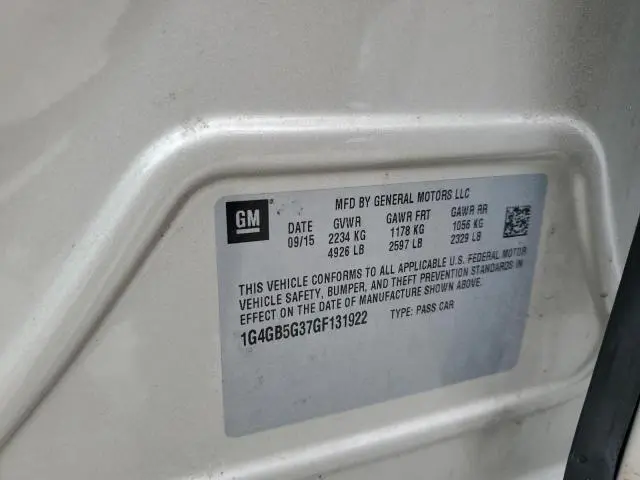 MFD BY GENERAL MOTORS LLC
GM
DATE GVWR GAWR FRT GAWR RR
09/15 2234 KG 1178 KG 1056 KG
4926 LB 2597 LB 2329 LB
THIS VEHICLE CONFORMS TO ALL APPLICABLE U.S. FEDERAL MOTOR
VEHICLE SAFETY, BUMPER, AND THEFT PREVENTION STANDARDS IN
EFFECT ON THE DATE OF MANUFACTURE SHOWN ABOVE.
1G4GB5G37GF131922 TYPE: PASS CAR